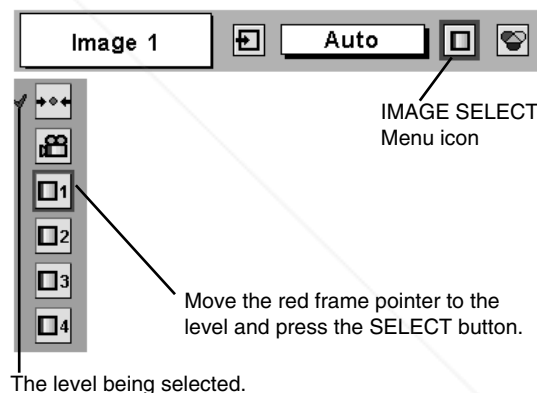 Image 1
Auto
IMAGE SELECT
Menu icon
1
2
3
4
Move the red frame pointer to the
level and press the SELECT button.
The level being selected.